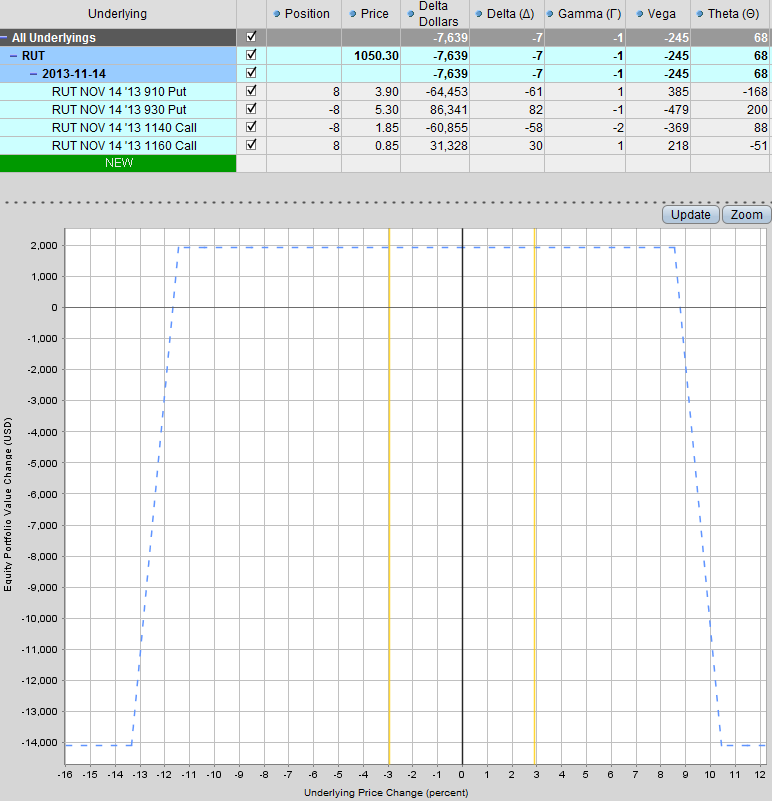 Underlying Position Price Delta Dollars Delta (Δ) Gamma (Γ) Vega Theta (Θ)
All Underlyings -7,639 -7 -1 -245 68
RUT 1050.30 -7,639 -7 -1 -245 68
2013-11-14 -7,639 -7 -1 -245 68
RUT NOV 14 '13 910 Put 8 3.90 -64,453 -61 1 385 -168
RUT NOV 14 '13 930 Put -8 5.30 86,341 82 -1 -479 200
RUT NOV 14 '13 1140 Call -8 1.85 -60,855 -58 -2 -369 88
RUT NOV 14 '13 1160 Call 8 0.85 31,328 30 1 218 -51
NEW
Update Zoom
Equity Portfolio Value Change (USD)
2,000
1,000
0
-1,000
-2,000
-3,000
-4,000
-5,000
-6,000
-7,000
-8,000
-9,000
-10,000
-11,000
-12,000
-13,000
-14,000
-16 -15 -14 -13 -12 -11 -10 -9 -8 -7 -6 -5 -4 -3 -2 -1 0 1 2 3 4 5 6 7 8 9 10 11 12
Underlying Price Change (percent)